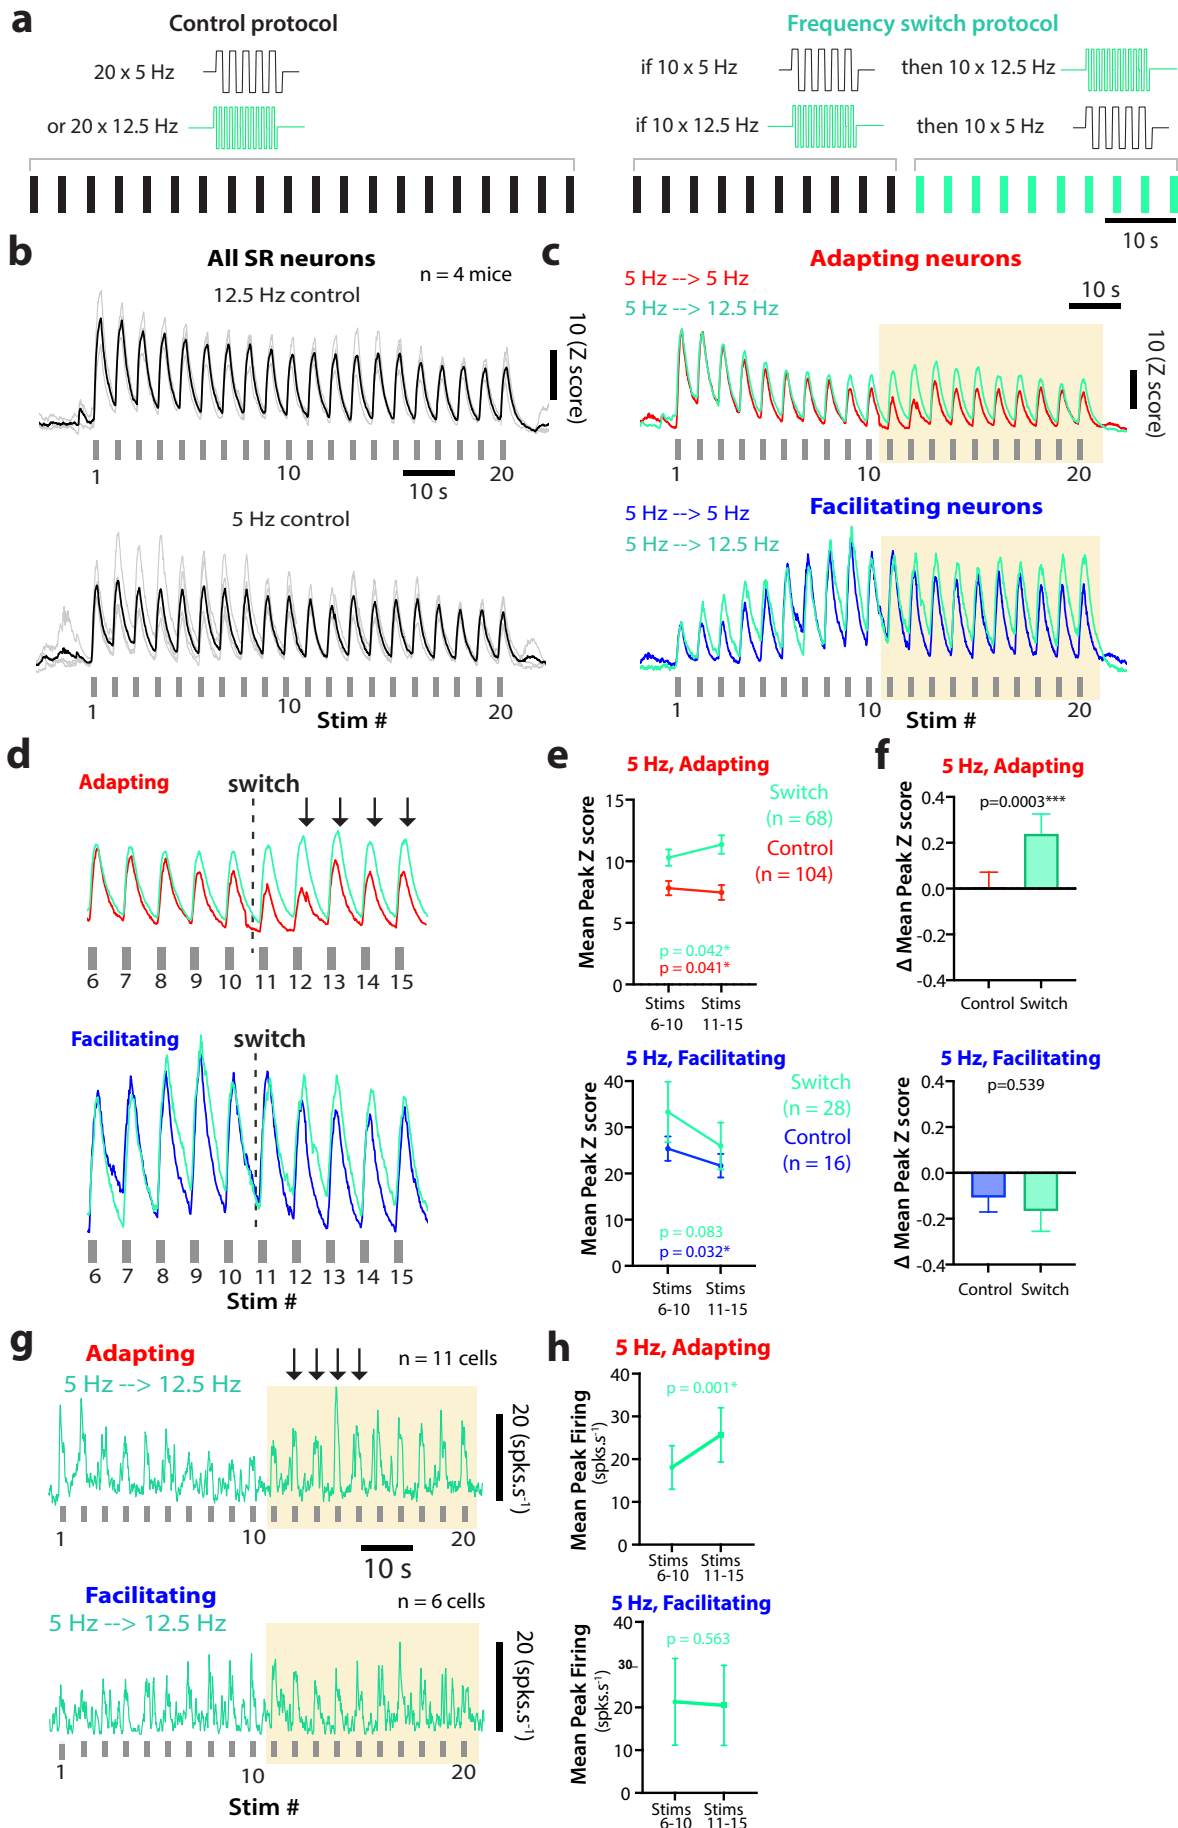 a
Control protocol
20 x 5 Hz
or 20 x 12.5 Hz
Frequency switch protocol
if 10 x 5 Hz
then 10 x 12.5 Hz
if 10 x 12.5 Hz
then 10 x 5 Hz
10 s
b
All SR neurons
n = 4 mice
12.5 Hz control
10 (Z score)
1
10
20
10 s
5 Hz control
1
10
20
Stim #
c
Adapting neurons
5 Hz --> 5 Hz
5 Hz --> 12.5 Hz
10 s
10 (Z score)
1
10
20
Facilitating neurons
5 Hz --> 5 Hz
5 Hz --> 12.5 Hz
1
10
20
Stim #
d
Adapting
switch
6 7 8 9 10 11 12 13 14 15
Facilitating
switch
6 7 8 9 10 11 12 13 14 15
Stim #
e
5 Hz, Adapting
Mean Peak Z score
15
10
5
0
Switch
(n = 68)
Control
(n = 104)
p = 0.042*
p = 0.041*
Stims
6-10
Stims
11-15
5 Hz, Facilitating
Mean Peak Z score
40
30
20
10
0
Switch
(n = 28)
Control
(n = 16)
p = 0.083
p = 0.032*
Stims
6-10
Stims
11-15
f
5 Hz, Adapting
Δ Mean Peak Z score
0.4
0.2
0.0
-0.2
-0.4
p=0.0003***
Control Switch
5 Hz, Facilitating
Δ Mean Peak Z score
0.4
0.2
0.0
-0.2
-0.4
p=0.539
Control Switch
g
Adapting
n = 11 cells
5 Hz --> 12.5 Hz
20 (spks.s⁻¹)
1
10
20
10 s
Facilitating
n = 6 cells
5 Hz --> 12.5 Hz
20 (spks.s⁻¹)
1
10
20
Stim #
h
5 Hz, Adapting
Mean Peak Firing
(spks.s⁻¹)
40
30
20
10
0
p = 0.001*
Stims
6-10
Stims
11-15
5 Hz, Facilitating
Mean Peak Firing
(spks.s⁻¹)
40
30
20
10
0
p = 0.563
Stims
6-10
Stims
11-15